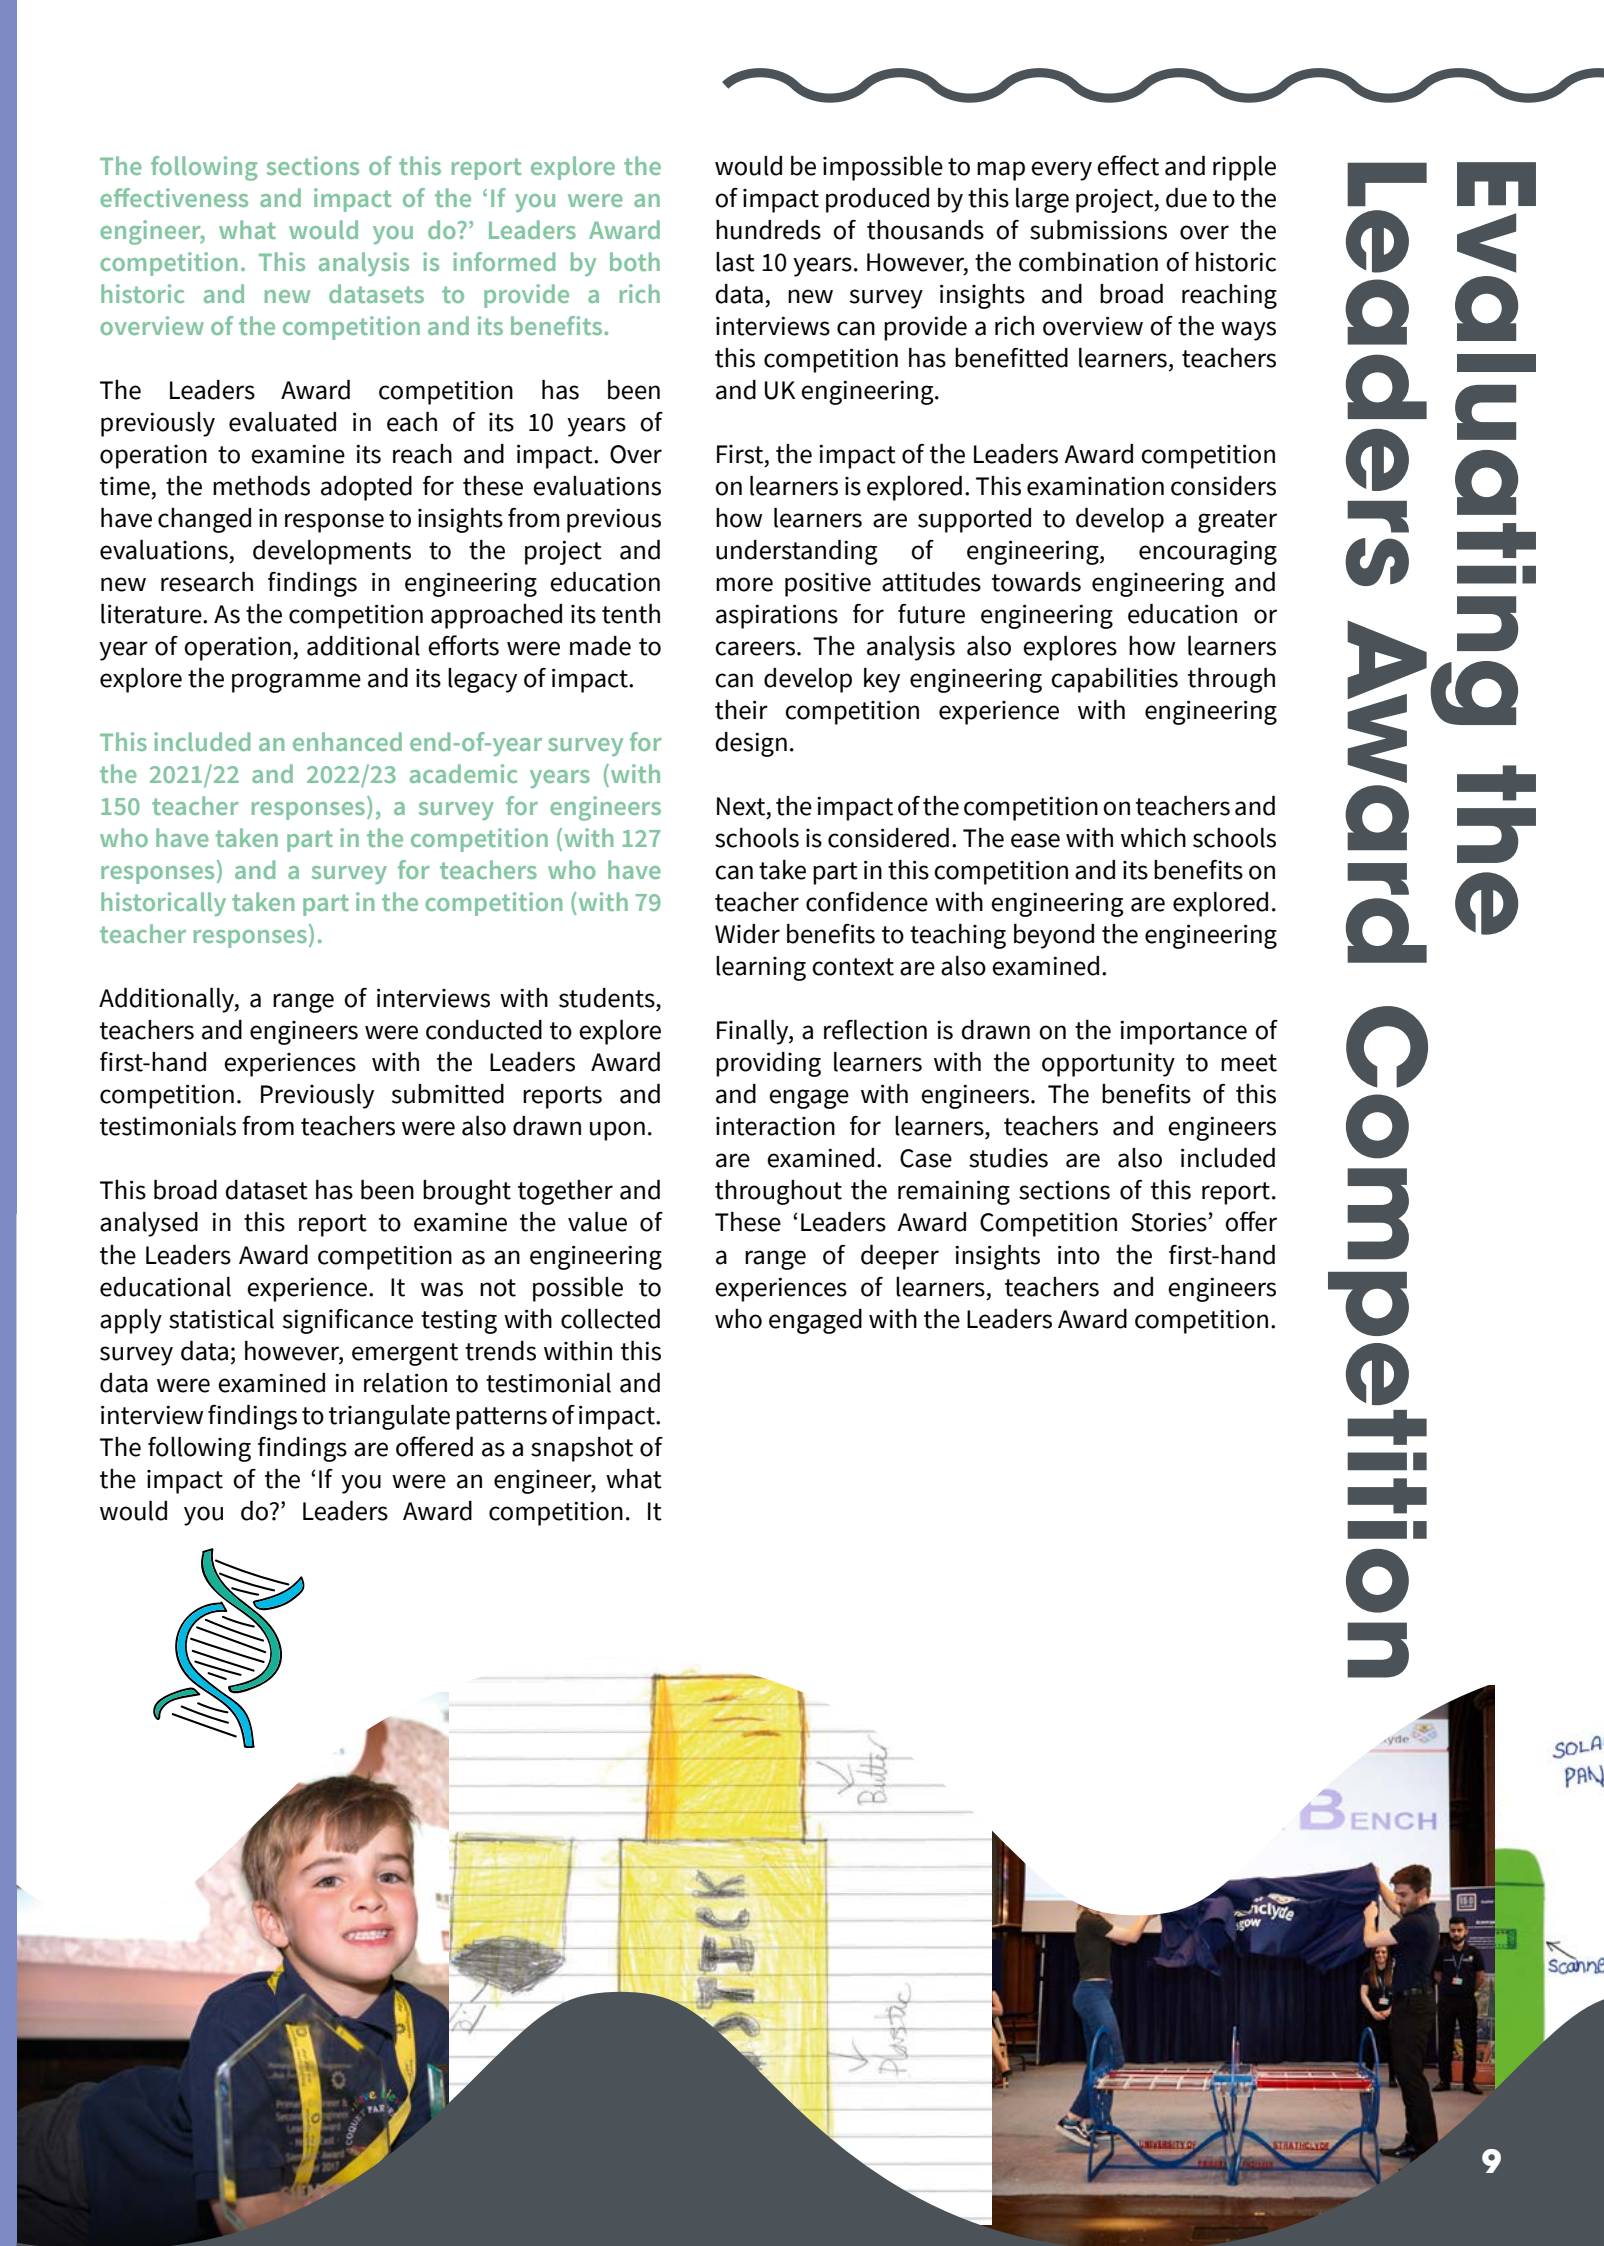 Evaluating the
Leaders Award Competition
The following sections of this report explore the
effectiveness and impact of the ‘If you were an
engineer, what would you do?’ Leaders Award
competition. This analysis is informed by both
historic and new datasets to provide a rich
overview of the competition and its benefits.
The Leaders Award competition has been
previously evaluated in each of its 10 years of
operation to examine its reach and impact. Over
time, the methods adopted for these evaluations
have changed in response to insights from previous
evaluations, developments to the project and
new research findings in engineering education
literature. As the competition approached its tenth
year of operation, additional efforts were made to
explore the programme and its legacy of impact.
This included an enhanced end-of-year survey for
the 2021/22 and 2022/23 academic years (with
150 teacher responses), a survey for engineers
who have taken part in the competition (with 127
responses) and a survey for teachers who have
historically taken part in the competition (with 79
teacher responses).
Additionally, a range of interviews with students,
teachers and engineers were conducted to explore
first-hand experiences with the Leaders Award
competition. Previously submitted reports and
testimonials from teachers were also drawn upon.
This broad dataset has been brought together and
analysed in this report to examine the value of
the Leaders Award competition as an engineering
educational experience. It was not possible to
apply statistical significance testing with collected
survey data; however, emergent trends within this
data were examined in relation to testimonial and
interview findings to triangulate patterns of impact.
The following findings are offered as a snapshot of
the impact of the ‘If you were an engineer, what
would you do?’ Leaders Award competition. It
would be impossible to map every effect and ripple
of impact produced by this large project, due to the
hundreds of thousands of submissions over the
last 10 years. However, the combination of historic
data, new survey insights and broad reaching
interviews can provide a rich overview of the ways
this competition has benefitted learners, teachers
and UK engineering.
First, the impact of the Leaders Award competition
on learners is explored. This examination considers
how learners are supported to develop a greater
understanding of engineering, encouraging
more positive attitudes towards engineering and
aspirations for future engineering education or
careers. The analysis also explores how learners
can develop key engineering capabilities through
their competition experience with engineering
design.
Next, the impact of the competition on teachers and
schools is considered. The ease with which schools
can take part in this competition and its benefits on
teacher confidence with engineering are explored.
Wider benefits to teaching beyond the engineering
learning context are also examined.
Finally, a reflection is drawn on the importance of
providing learners with the opportunity to meet
and engage with engineers. The benefits of this
interaction for learners, teachers and engineers
are examined. Case studies are also included
throughout the remaining sections of this report.
These ‘Leaders Award Competition Stories’ offer
a range of deeper insights into the first-hand
experiences of learners, teachers and engineers
who engaged with the Leaders Award competition.
Butter
STICK
Plastic
BENCH
UNIVERSITY OF
STRATHCLYDE
SOLA
PAN
Scanne
9